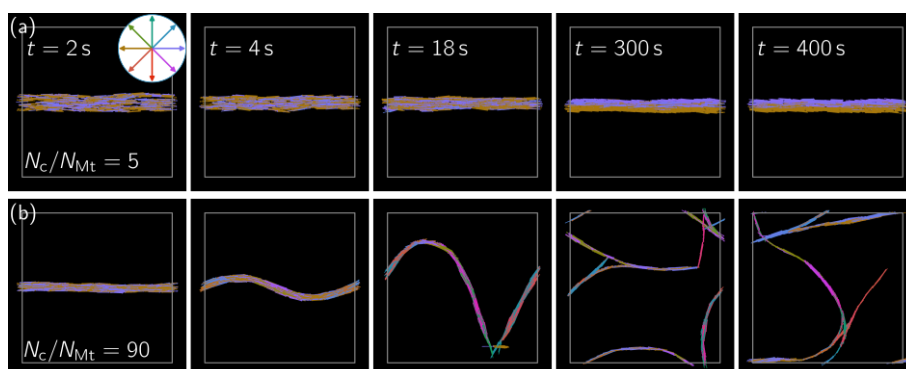 (a)
t = 2 s
t = 4 s
t = 18 s
t = 300 s
t = 400 s
N_c/N_Mt = 5
(b)
N_c/N_Mt = 90